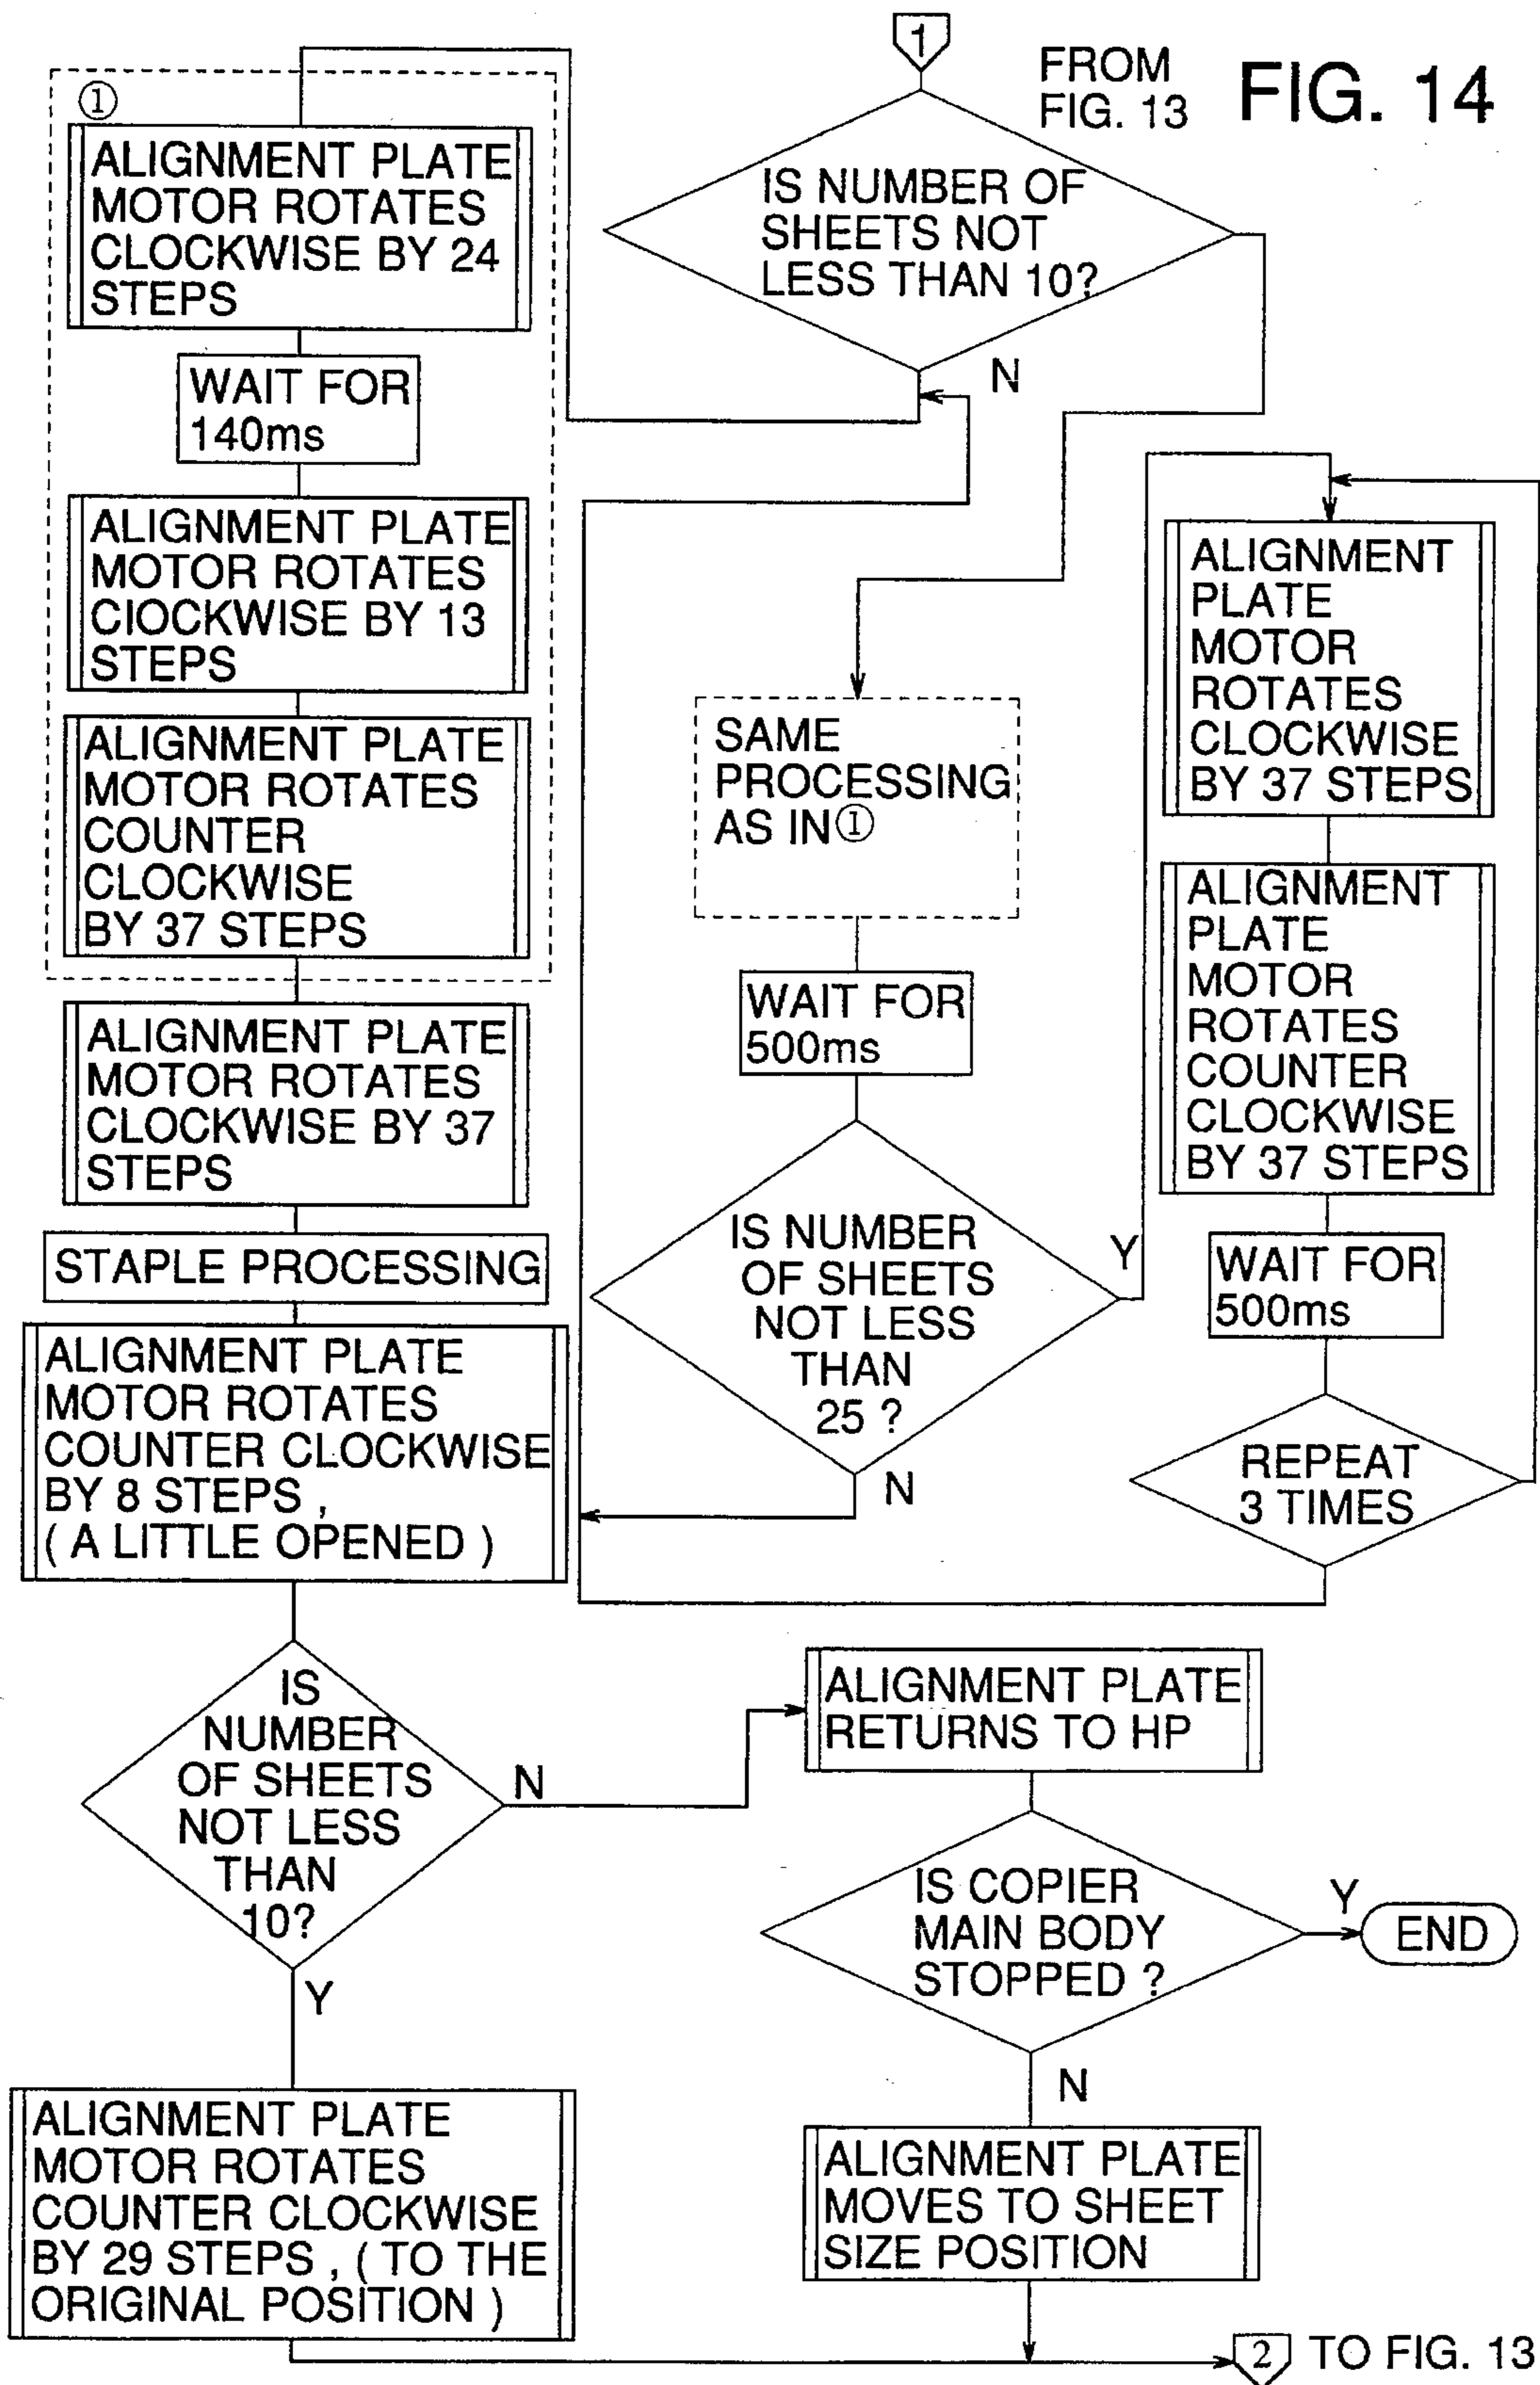 1
FROM
FIG. 13
FIG. 14
IS NUMBER OF
SHEETS NOT
LESS THAN 10?
N
①
ALIGNMENT PLATE
MOTOR ROTATES
CLOCKWISE BY 24
STEPS
WAIT FOR
140ms
ALIGNMENT PLATE
MOTOR ROTATES
CIOCKWISE BY 13
STEPS
ALIGNMENT PLATE
MOTOR ROTATES
COUNTER
CLOCKWISE
BY 37 STEPS
ALIGNMENT PLATE
MOTOR ROTATES
CLOCKWISE BY 37
STEPS
STAPLE PROCESSING
ALIGNMENT PLATE
MOTOR ROTATES
COUNTER CLOCKWISE
BY 8 STEPS ,
( A LITTLE OPENED )
SAME
PROCESSING
AS IN ①
WAIT FOR
500ms
IS NUMBER
OF SHEETS
NOT LESS
THAN
25 ?
Y
N
ALIGNMENT
PLATE
MOTOR
ROTATES
CLOCKWISE
BY 37 STEPS
ALIGNMENT
PLATE
MOTOR
ROTATES
COUNTER
CLOCKWISE
BY 37 STEPS
WAIT FOR
500ms
REPEAT
3 TIMES
IS
NUMBER
OF SHEETS
NOT LESS
THAN
10?
N
Y
ALIGNMENT PLATE
RETURNS TO HP
IS COPIER
MAIN BODY
STOPPED ?
Y
END
N
ALIGNMENT PLATE
MOVES TO SHEET
SIZE POSITION
ALIGNMENT PLATE
MOTOR ROTATES
COUNTER CLOCKWISE
BY 29 STEPS , ( TO THE
ORIGINAL POSITION )
2
TO FIG. 13